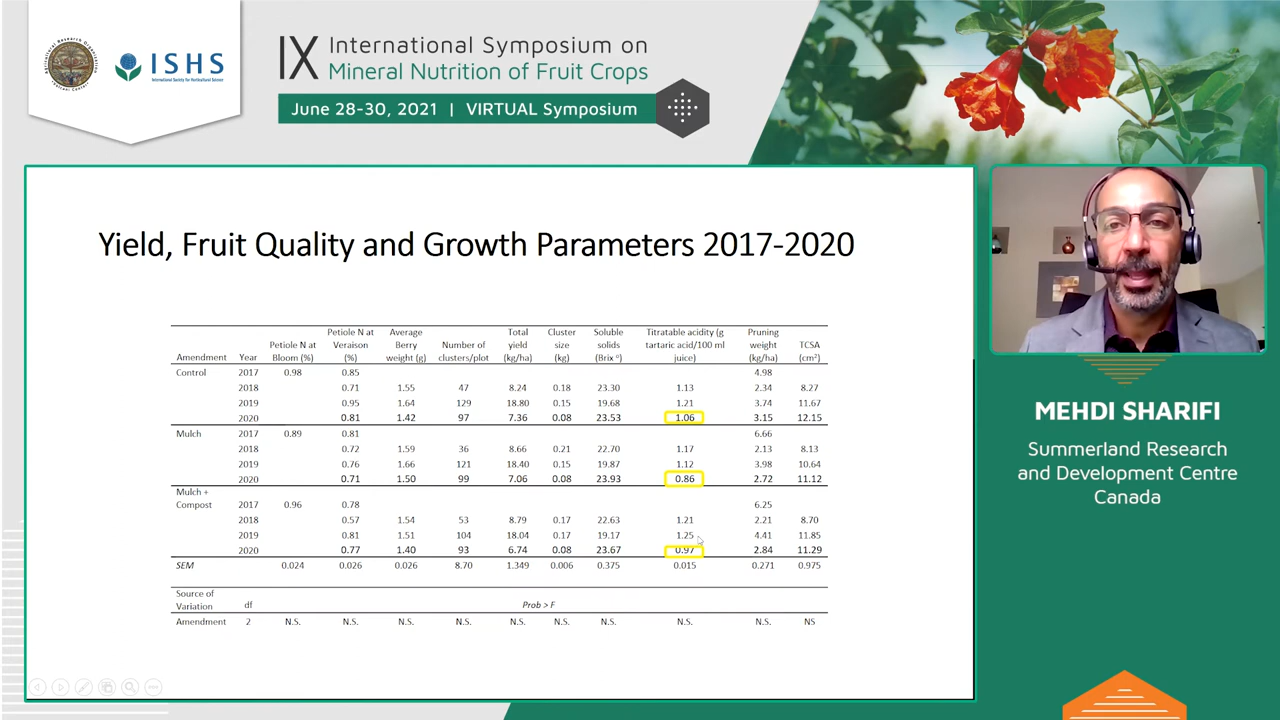 ISHS
International Society for Horticultural Science
IX International Symposium on
Mineral Nutrition of Fruit Crops
June 28-30, 2021 | VIRTUAL Symposium
Yield, Fruit Quality and Growth Parameters 2017-2020
Amendment Year Petiole N at Bloom (%) Petiole N at Veraison (%) Average Berry weight (g) Number of clusters/plot Total yield (kg/ha) Cluster size (kg) Soluble solids (Brix °) Titratable acidity (g tartaric acid/100 ml juice) Pruning weight (kg/ha) TCSA (cm²)
Control 2017 0.98 0.85 4.98
2018 0.71 1.55 47 8.24 0.18 23.30 1.13 2.34 8.27
2019 0.95 1.64 129 18.80 0.15 19.68 1.21 3.74 11.67
2020 0.81 1.42 97 7.36 0.08 23.53 1.06 3.15 12.15
Mulch 2017 0.89 0.81 6.66
2018 0.72 1.59 36 8.66 0.21 22.70 1.17 2.13 8.13
2019 0.76 1.66 121 18.40 0.15 19.87 1.12 3.98 10.64
2020 0.71 1.50 99 7.06 0.08 23.93 0.86 2.72 11.12
Mulch + Compost 2017 0.96 0.78 6.25
2018 0.57 1.54 53 8.79 0.17 22.63 1.21 2.21 8.70
2019 0.81 1.51 104 18.04 0.17 19.17 1.25 4.41 11.85
2020 0.77 1.40 93 6.74 0.08 23.67 0.97 2.84 11.29
SEM 0.024 0.026 0.026 8.70 1.349 0.006 0.375 0.015 0.271 0.975
Source of Variation df Prob > F
Amendment 2 N.S. N.S. N.S. N.S. N.S. N.S. N.S. N.S. N.S. NS
MEHDI SHARIFI
Summerland Research
and Development Centre
Canada